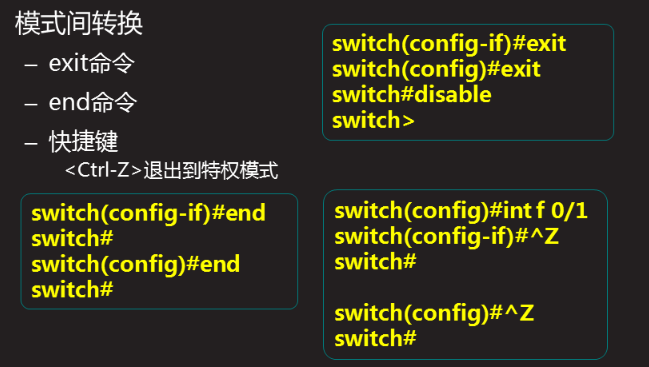 模式间转换
– exit命令
– end命令
– 快捷键
<Ctrl-Z>退出到特权模式
switch(config-if)#exit
switch(config)#exit
switch#disable
switch>
switch(config-if)#end
switch#
switch(config)#end
switch#
switch(config)#int f 0/1
switch(config-if)#^Z
switch#
switch(config)#^Z
switch#